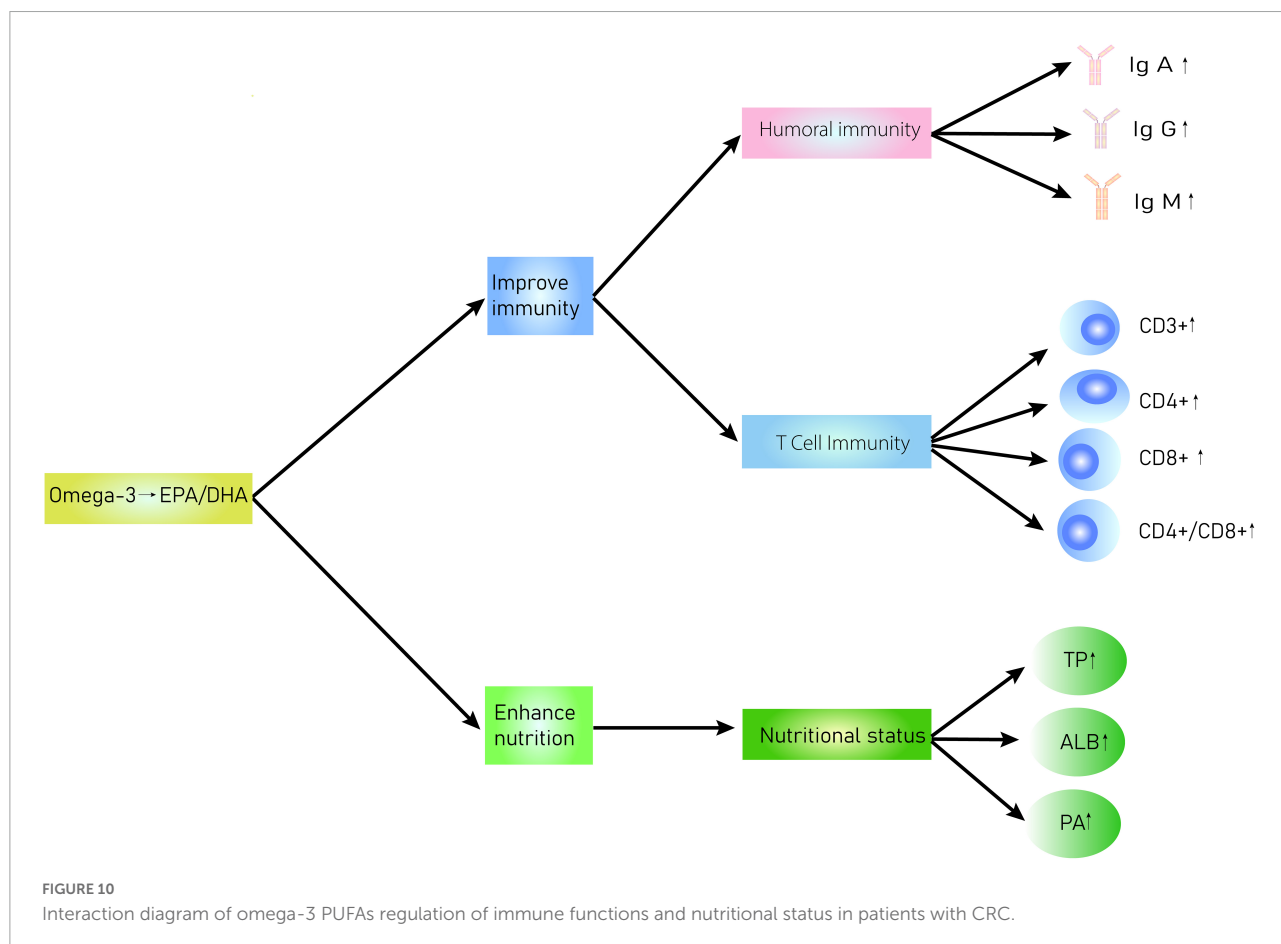 Ig A ↑
Humoral immunity
Ig G ↑
Ig M ↑
Improve
immunity
CD3+↑
CD4+↑
T Cell Immunity
CD8+ ↑
Omega-3→EPA/DHA
CD4+/CD8+↑
TP↑
Enhance
nutrition
Nutritional status
ALB↑
PA↑
FIGURE 10
Interaction diagram of omega-3 PUFAs regulation of immune functions and nutritional status in patients with CRC.